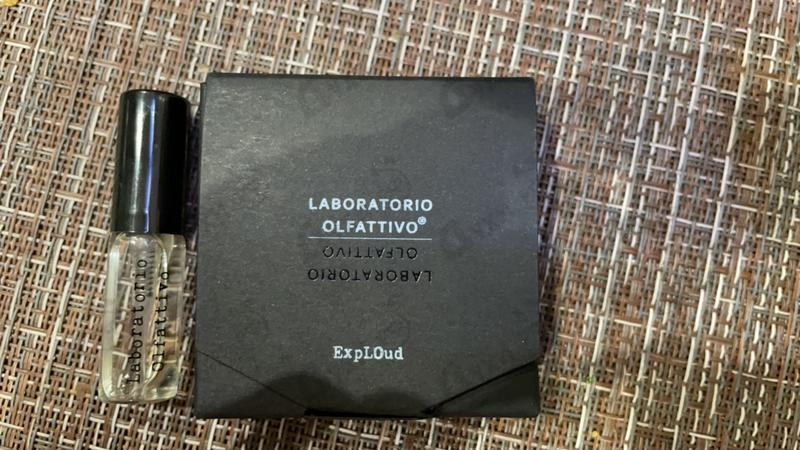 LABORATORIO
OLFATTIVO®
OLFATTIVO
LABORATORIO
ExpLOud
Laboratorio
Olfattivo